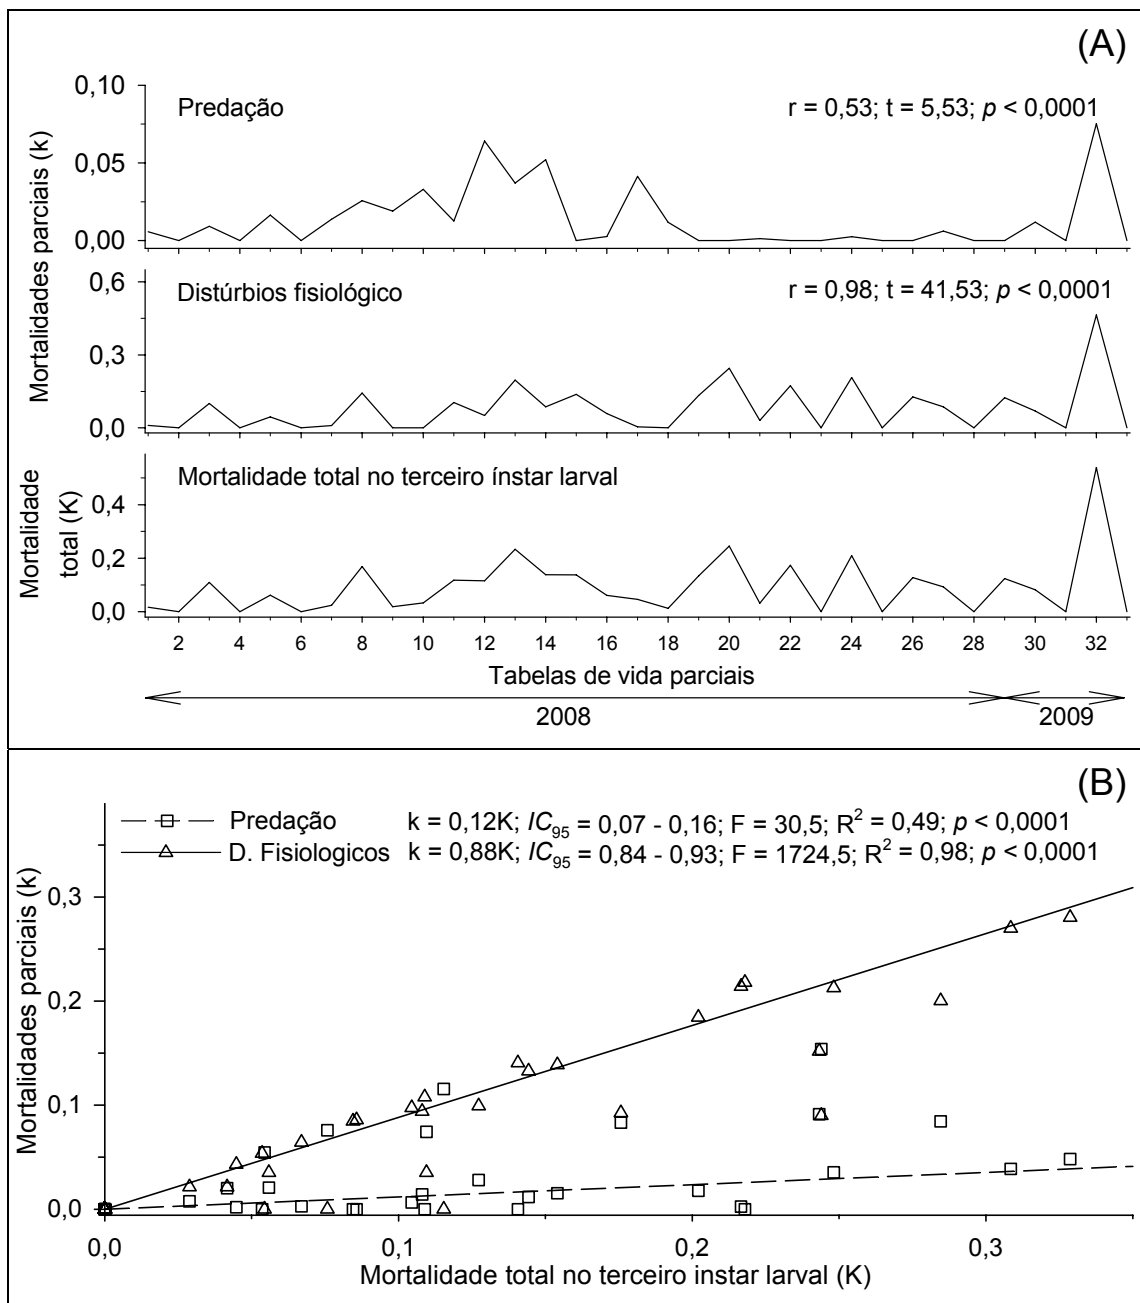 (A)
0,10
Predação
r = 0,53; t = 5,53; p < 0,0001
0,05
0,00
Mortalidades parciais (k)
0,6
Distúrbios fisiológico
r = 0,98; t = 41,53; p < 0,0001
0,3
0,0
Mortalidade
total (K)
Mortalidade total no terceiro ínstar larval
0,4
0,2
0,0
2 4 6 8 10 12 14 16 18 20 22 24 26 28 30 32
Tabelas de vida parciais
2008 2009
(B)
Predação k = 0,12K; IC95 = 0,07 - 0,16; F = 30,5; R2 = 0,49; p < 0,0001
D. Fisiologicos k = 0,88K; IC95 = 0,84 - 0,93; F = 1724,5; R2 = 0,98; p < 0,0001
Mortalidades parciais (k)
0,3
0,2
0,1
0,0
0,0 0,1 0,2 0,3
Mortalidade total no terceiro instar larval (K)